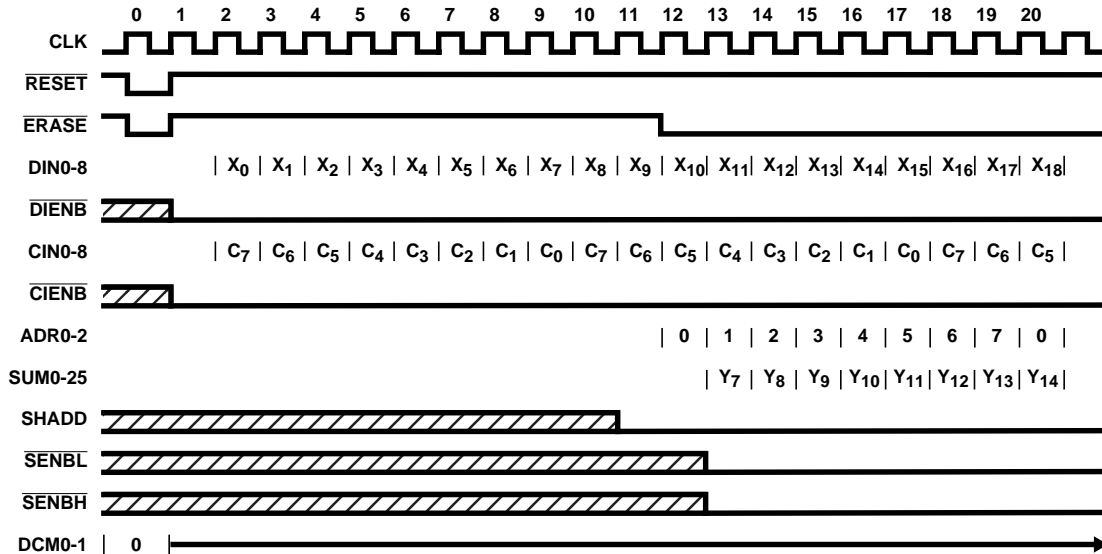 0 1 2 3 4 5 6 7 8 9 10 11 12 13 14 15 16 17 18 19 20
CLK
RESET
ERASE
DIN0-8 | X0 | X1 | X2 | X3 | X4 | X5 | X6 | X7 | X8 | X9 | X10 | X11 | X12 | X13 | X14 | X15 | X16 | X17 | X18 |
DIENB
CIN0-8 | C7 | C6 | C5 | C4 | C3 | C2 | C1 | C0 | C7 | C6 | C5 | C4 | C3 | C2 | C1 | C0 | C7 | C6 | C5 |
CIENB
ADR0-2 | 0 | 1 | 2 | 3 | 4 | 5 | 6 | 7 | 0 |
SUM0-25 | Y7 | Y8 | Y9 | Y10 | Y11 | Y12 | Y13 | Y14 |
SHADD
SENBL
SENBH
DCM0-1 | 0 |